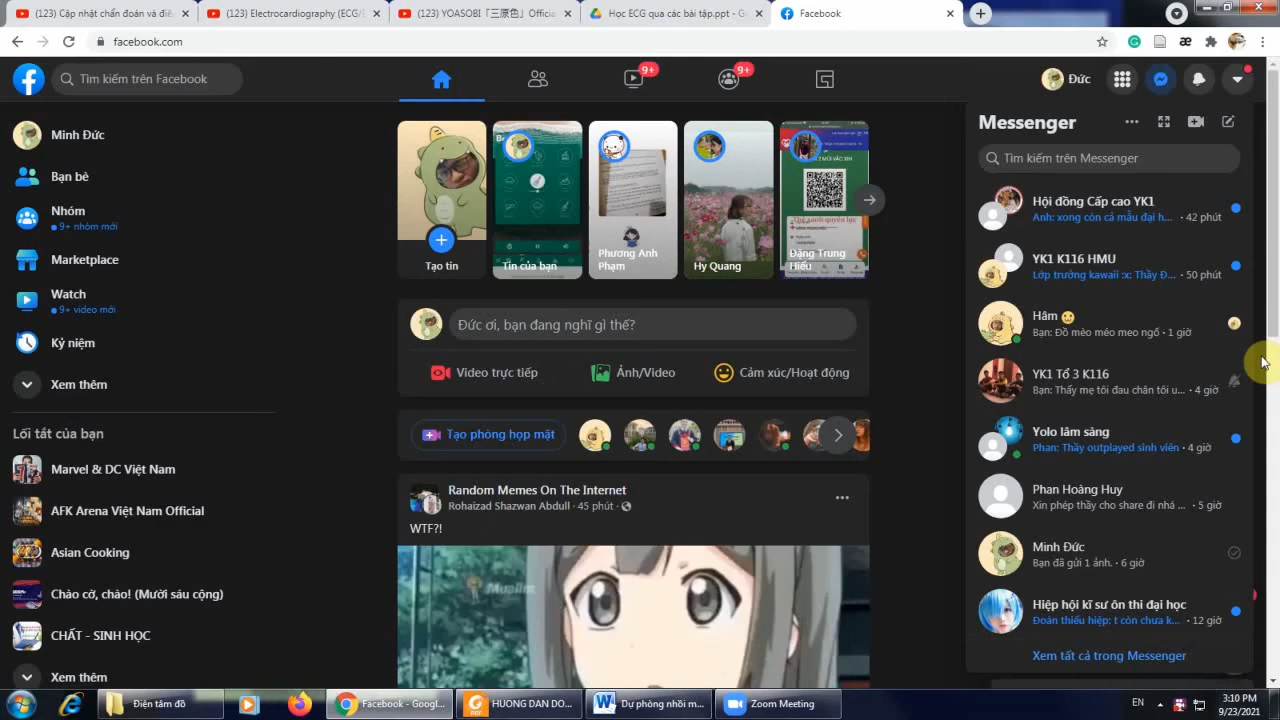 (123) Cập nhật chẩn đoán và điề
(123) Electrocardiography (ECG/
(123) YOASOBI「三原色」Offici
Học ECG qua các bài tập.ppt - G
Facebook
facebook.com
Tìm kiếm trên Facebook
9+
9+
Đức
Minh Đức
Bạn bè
Nhóm
9+ nhóm mới
Marketplace
Watch
9+ video mới
Kỷ niệm
Xem thêm
Lối tắt của bạn
Marvel & DC Việt Nam
AFK Arena Việt Nam Official
Asian Cooking
Chào cờ, chào! (Mười sáu cộng)
CHẤT - SINH HỌC
Xem thêm
Tạo tin
Tin của bạn
Phương Anh Phạm
Hy Quang
2 MŨI VẮC XIN
Đặng Trung Hiếu
Đức ơi, bạn đang nghĩ gì thế?
Video trực tiếp
Ảnh/Video
Cảm xúc/Hoạt động
Tạo phòng họp mặt
Random Memes On The Internet
Rohaizad Shazwan Abdull · 45 phút ·
WTF?!
Messenger
Tìm kiếm trên Messenger
Hội đồng Cấp cao YK1
Anh: xong còn cả mẫu đại h... · 42 phút
YK1 K116 HMU
Lớp trưởng kawaii :x: Thầy Đ... · 50 phút
Hâm
Bạn: Đồ mèo méo meo ngố · 1 giờ
YK1 Tổ 3 K116
Bạn: Thấy mẹ tôi đau chân tôi u... · 4 giờ
Yolo lâm sàng
Phan: Thầy outplayed sinh viên · 4 giờ
Phan Hoàng Huy
Xin phép thầy cho share đi nhá ... · 5 giờ
Minh Đức
Bạn đã gửi 1 ảnh. · 6 giờ
Hiệp hội kĩ sư ôn thi đại học
Đoàn thiếu hiệp: t còn chưa k... · 12 giờ
Xem tất cả trong Messenger
Điện tâm đồ
Facebook - Googl...
HUONG DAN DO...
Dự phòng nhồi m...
Zoom Meeting
EN
3:10 PM
9/23/2021